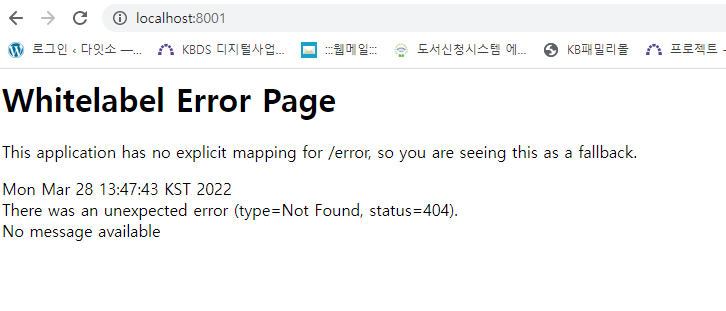 localhost:8001
로그인 ‹ 다잇소 —... KBDS 디지털사업... :::웹메일::: 도서신청시스템 에... KB패밀리몰 프로젝트 -
Whitelabel Error Page
This application has no explicit mapping for /error, so you are seeing this as a fallback.
Mon Mar 28 13:47:43 KST 2022
There was an unexpected error (type=Not Found, status=404).
No message available